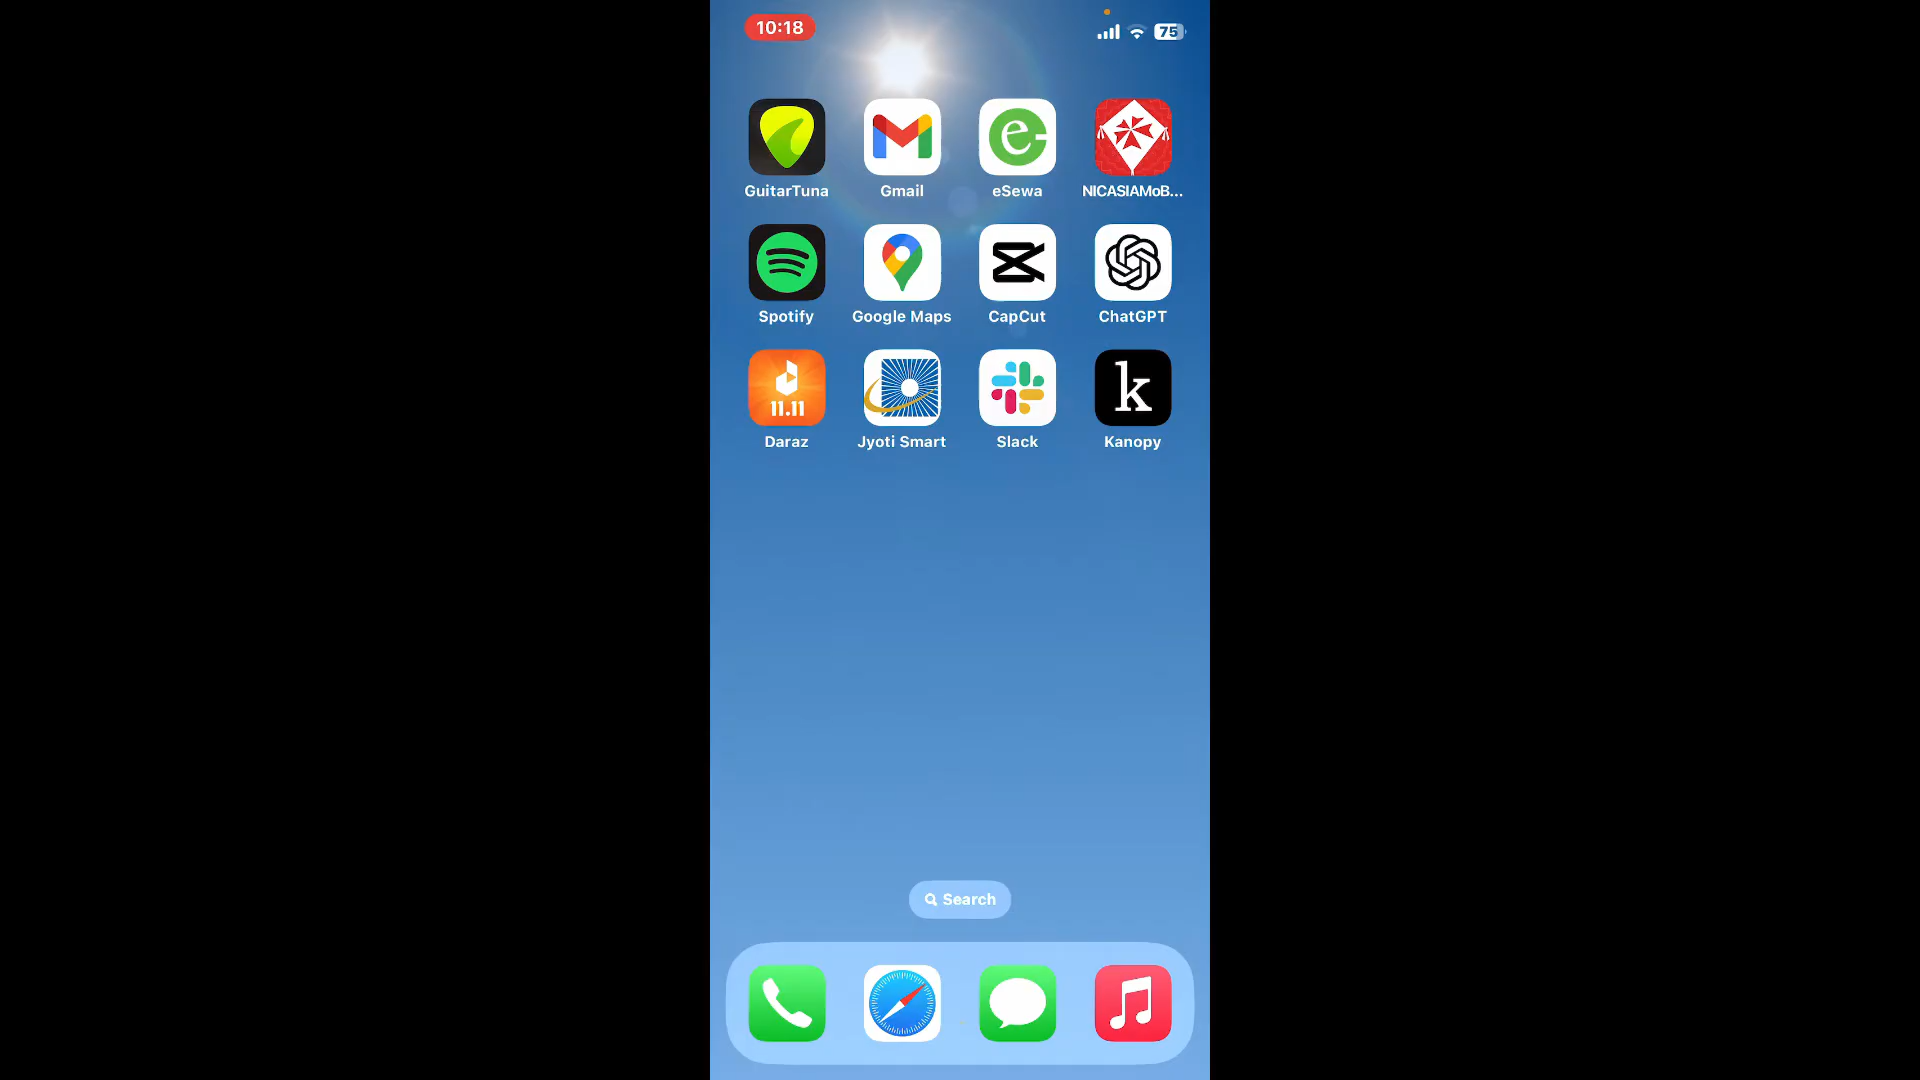 10:18
75
GuitarTuna
Gmail
eSewa
NICASIAMoB...
Spotify
Google Maps
CapCut
ChatGPT
11.11
k
Daraz
Jyoti Smart
Slack
Kanopy
Search